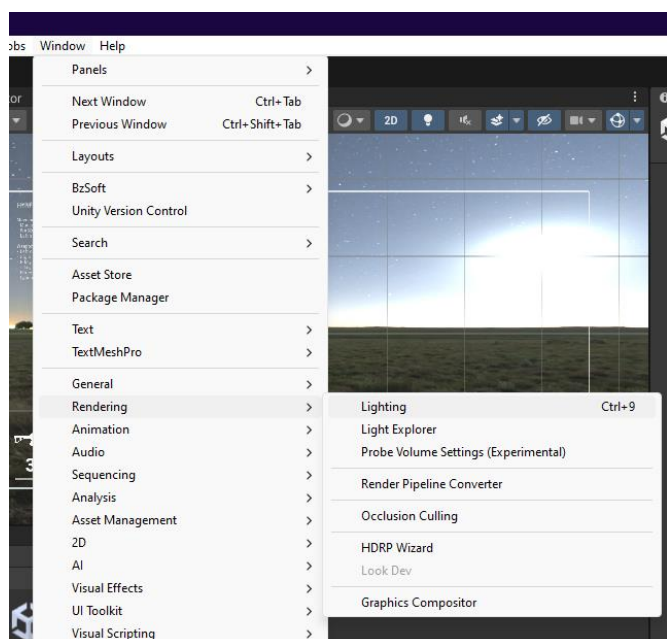 Window Help
Panels
Next Window Ctrl+Tab
Previous Window Ctrl+Shift+Tab
Layouts
2D
BzSoft
Unity Version Control
Search
Asset Store
Package Manager
Text
TextMeshPro
General
Rendering
Lighting Ctrl+9
Animation
Light Explorer
Audio
Probe Volume Settings (Experimental)
Sequencing
Render Pipeline Converter
Analysis
Asset Management
Occlusion Culling
2D
HDRP Wizard
AI
Look Dev
Visual Effects
UI Toolkit
Graphics Compositor
Visual Scripting